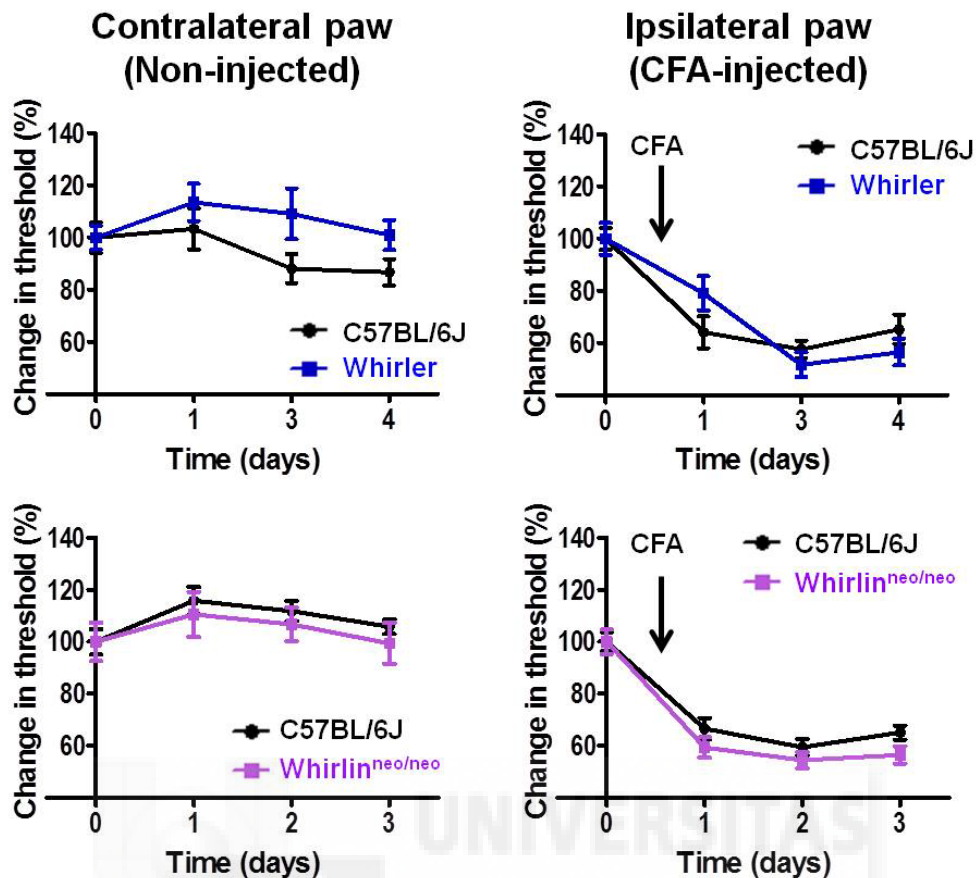 Contralateral paw
(Non-injected)
Change in threshold (%)
140
120
100
80
60
C57BL/6J
Whirler
0 1 3 4
Time (days)
Ipsilateral paw
(CFA-injected)
Change in threshold (%)
140
120
100
80
60
CFA
C57BL/6J
Whirler
0 1 3 4
Time (days)
Change in threshold (%)
140
120
100
80
60
C57BL/6J
Whirlin^neo/neo
0 1 2 3
Time (days)
Change in threshold (%)
140
120
100
80
60
CFA
C57BL/6J
Whirlin^neo/neo
0 1 2 3
Time (days)
UNIVERSITAS